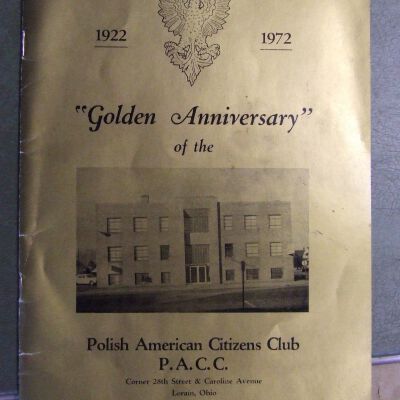 1922 1972
"Golden Anniversary"
of the
Polish American Citizens Club
P.A.C.C.
Corner 28th Street & Caroline Avenue
Lorain, Ohio